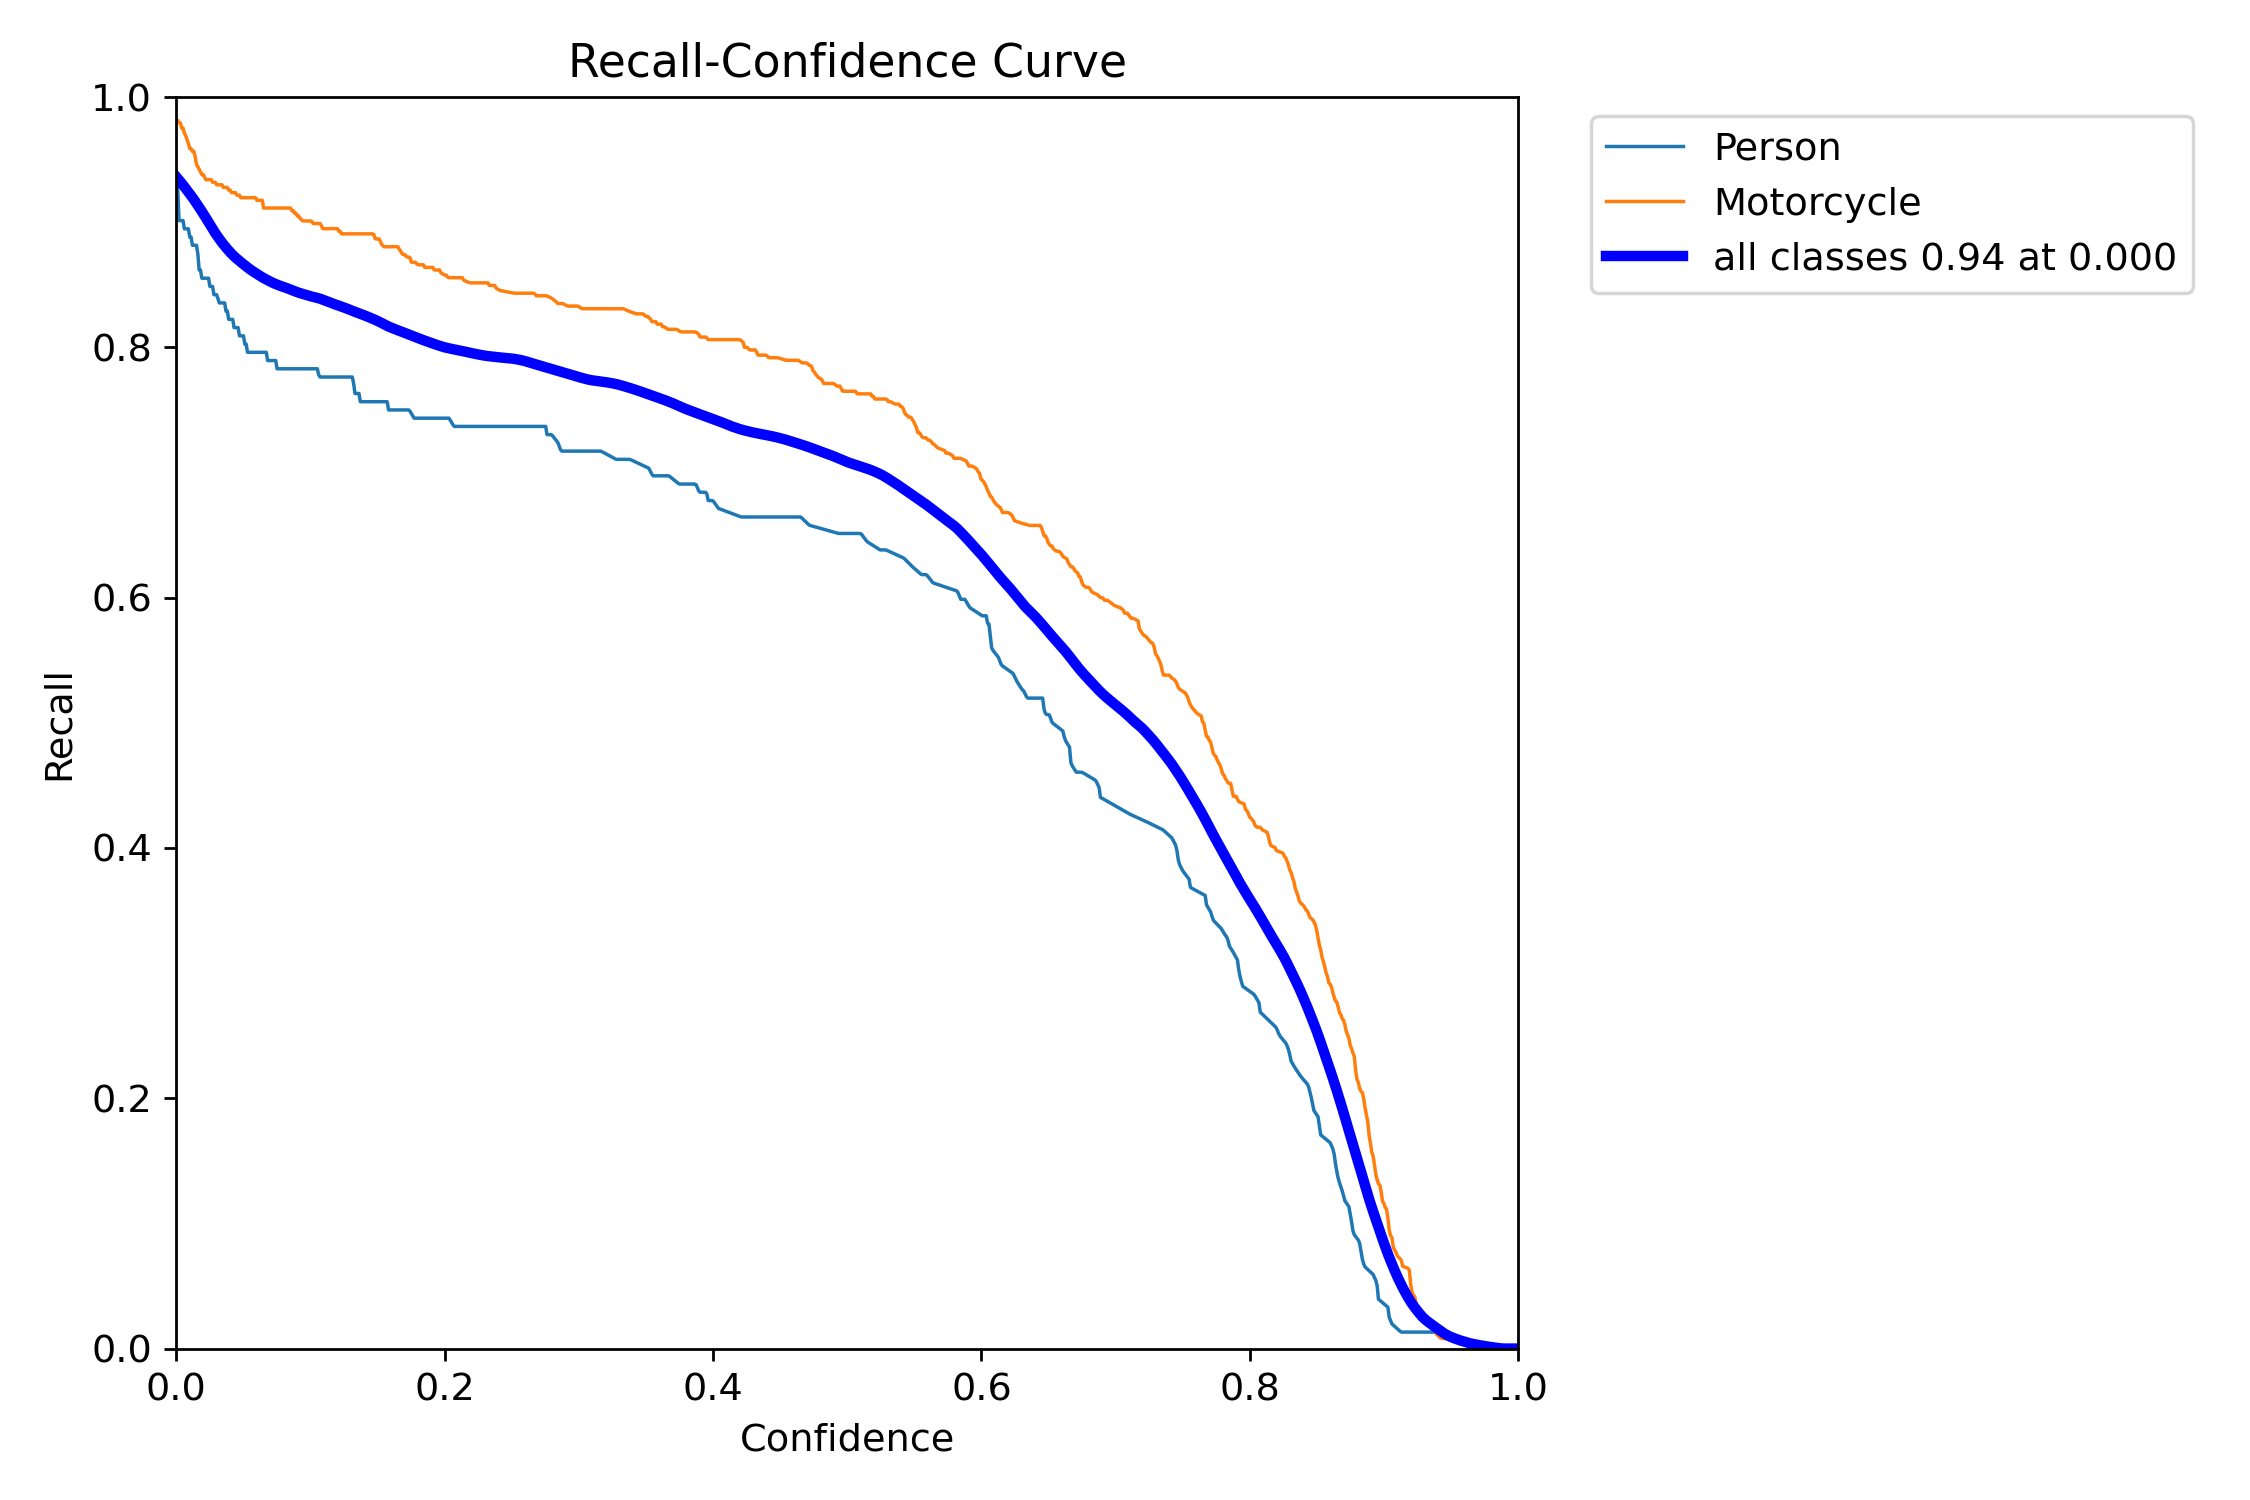 Recall-Confidence Curve
1.0
0.8
0.6
0.4
0.2
0.0
Recall
0.0 0.2 0.4 0.6 0.8 1.0
Confidence
Person
Motorcycle
all classes 0.94 at 0.000